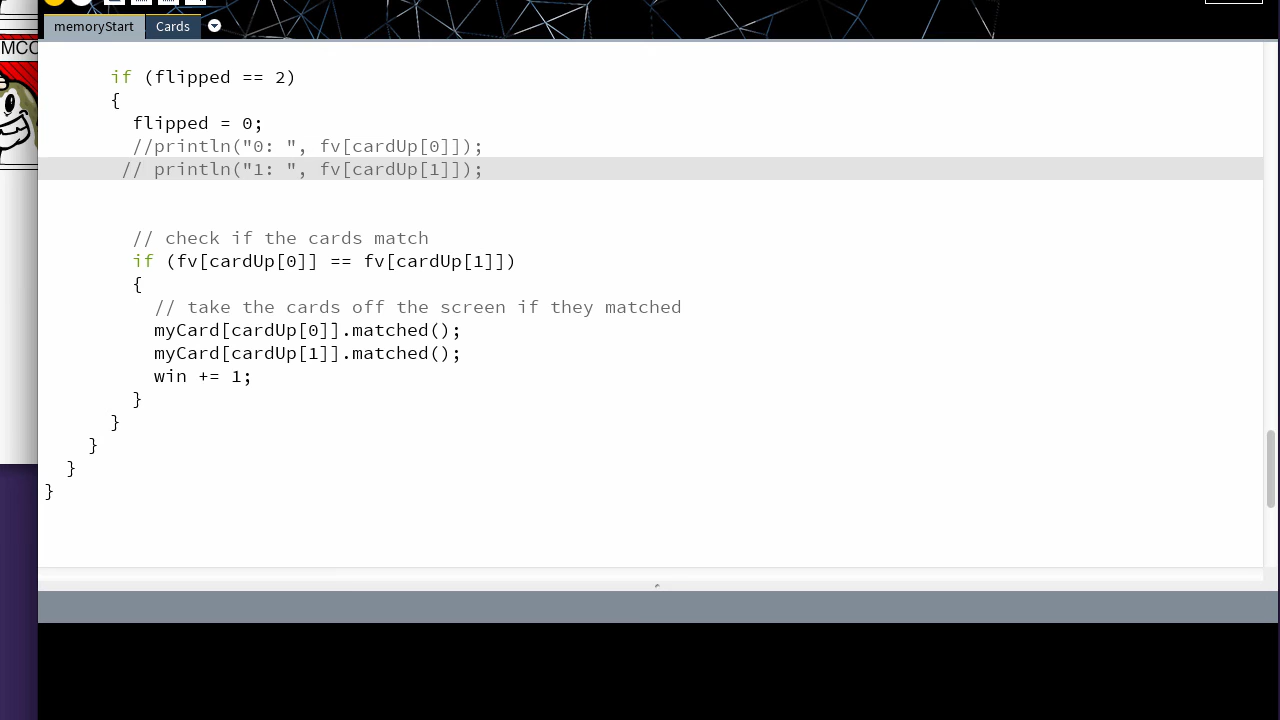 memoryStart Cards
MCC
if (flipped == 2)
{
flipped = 0;
//println("0: ", fv[cardUp[0]]);
// println("1: ", fv[cardUp[1]]);
// check if the cards match
if (fv[cardUp[0]] == fv[cardUp[1]])
{
// take the cards off the screen if they matched
myCard[cardUp[0]].matched();
myCard[cardUp[1]].matched();
win += 1;
}
}
}
}
}